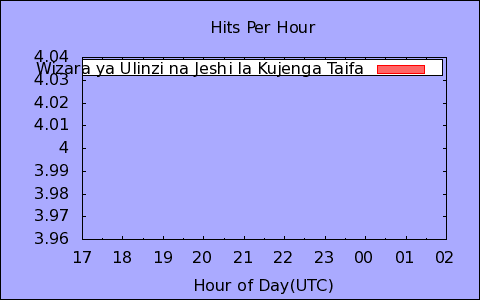 Hits Per Hour
4.04
Wizara ya Ulinzi na Jeshi la Kujenga Taifa
4.03
4.02
4.01
4
3.99
3.98
3.97
3.96
17 18 19 20 21 22 23 00 01 02
Hour of Day(UTC)